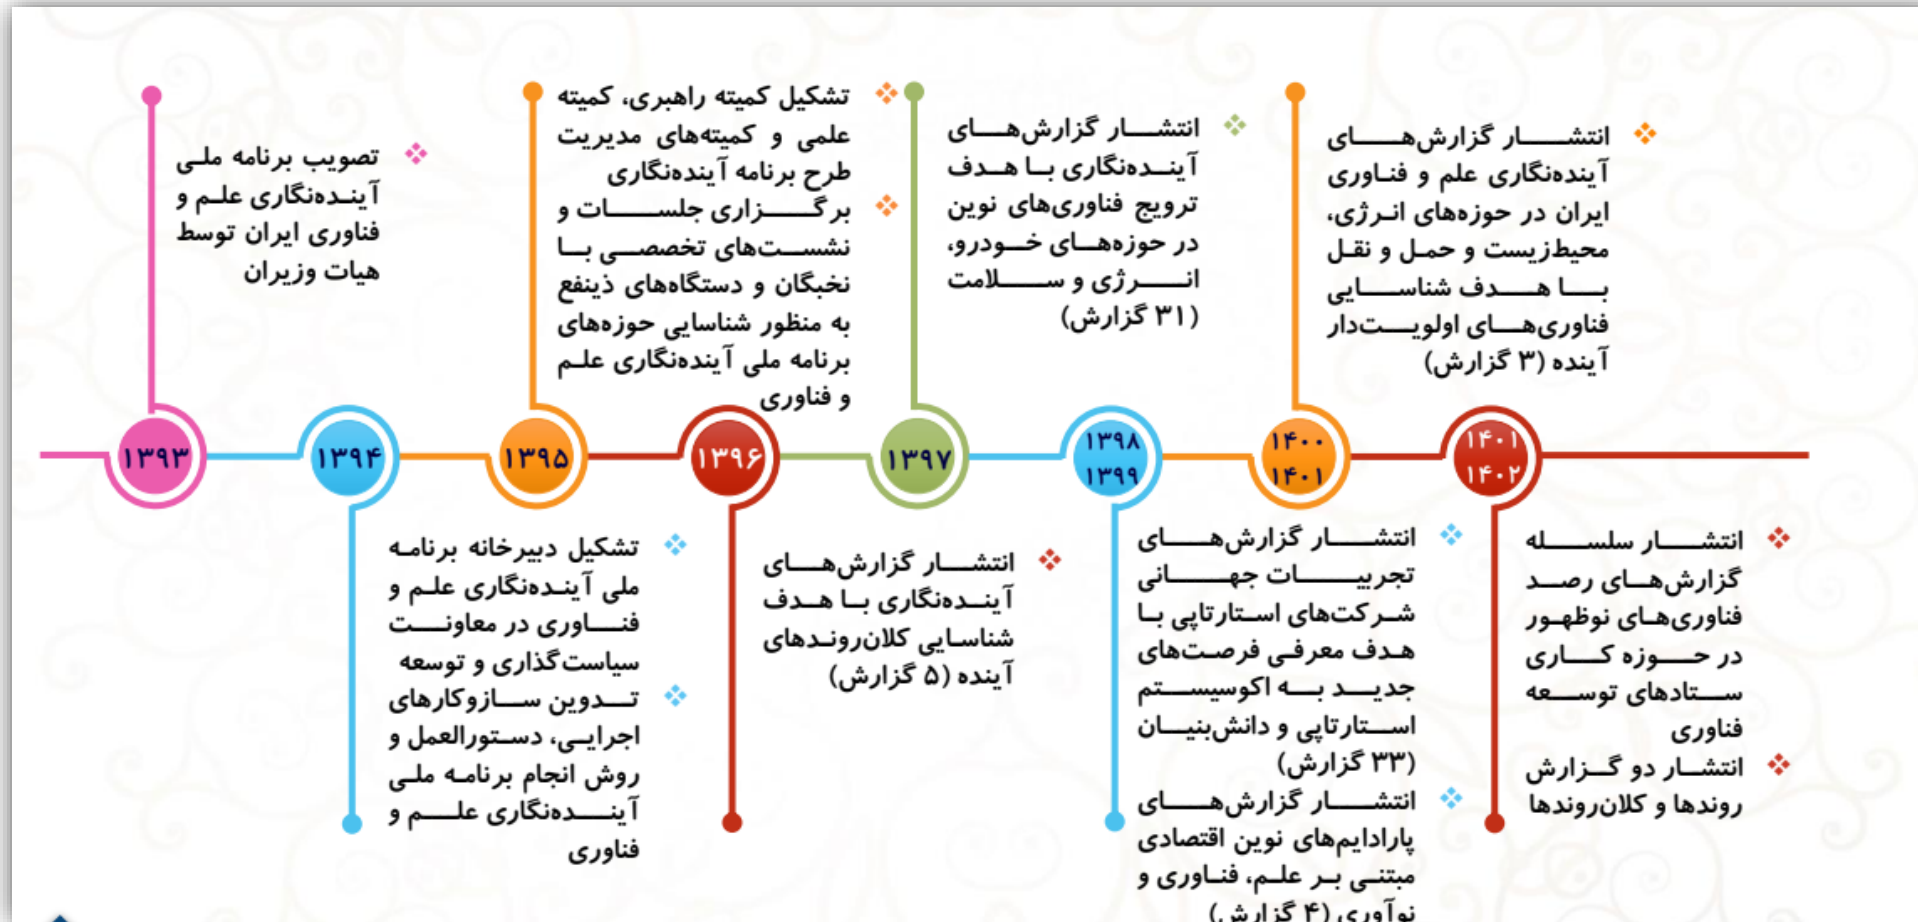 تصویب برنامه ملی
آینده‌نگاری علم و
فناوری ایران توسط
هیات وزیران
تشکیل کمیته راهبری، کمیته
علمی و کمیته‌های مدیریت
طرح برنامه آینده‌نگاری
برگزاری جلسات و
نشست‌های تخصصی با
نخبگان و دستگاه‌های ذینفع
به منظور شناسایی حوزه‌های
برنامه ملی آینده‌نگاری علم
و فناوری
انتشار گزارش‌های
آینده‌نگاری با هدف
ترویج فناوری‌های نوین
در حوزه‌های خودرو،
انرژی و سلامت
(۳۱ گزارش)
انتشار گزارش‌های
آینده‌نگاری علم و فناوری
ایران در حوزه‌های انرژی،
محیط‌زیست و حمل و نقل
با هدف شناسایی
فناوری‌های اولویت‌دار
آینده (۳ گزارش)
۱۳۹۳
۱۳۹۴
۱۳۹۵
۱۳۹۶
۱۳۹۷
۱۳۹۸
۱۳۹۹
۱۴۰۰
۱۴۰۱
۱۴۰۱
۱۴۰۲
تشکیل دبیرخانه برنامه
ملی آینده‌نگاری علم و
فناوری در معاونت
سیاست‌گذاری و توسعه
تدوین سازوکارهای
اجرایی، دستورالعمل و
روش انجام برنامه ملی
آینده‌نگاری علم و
فناوری
انتشار گزارش‌های
آینده‌نگاری با هدف
شناسایی کلان‌روندهای
آینده (۵ گزارش)
انتشار گزارش‌های
تجربیات جهانی
شرکت‌های استارتاپی با
هدف معرفی فرصت‌های
جدید به اکوسیستم
استارتاپی و دانش‌بنیان
(۳۳ گزارش)
انتشار گزارش‌های
پارادایم‌های نوین اقتصادی
مبتنی بر علم، فناوری و
نوآوری (۴ گزارش)
انتشار سلسله
گزارش‌های رصد
فناوری‌های نوظهور
در حوزه کاری
ستادهای توسعه
فناوری
انتشار دو گزارش
روندها و کلان‌روندها